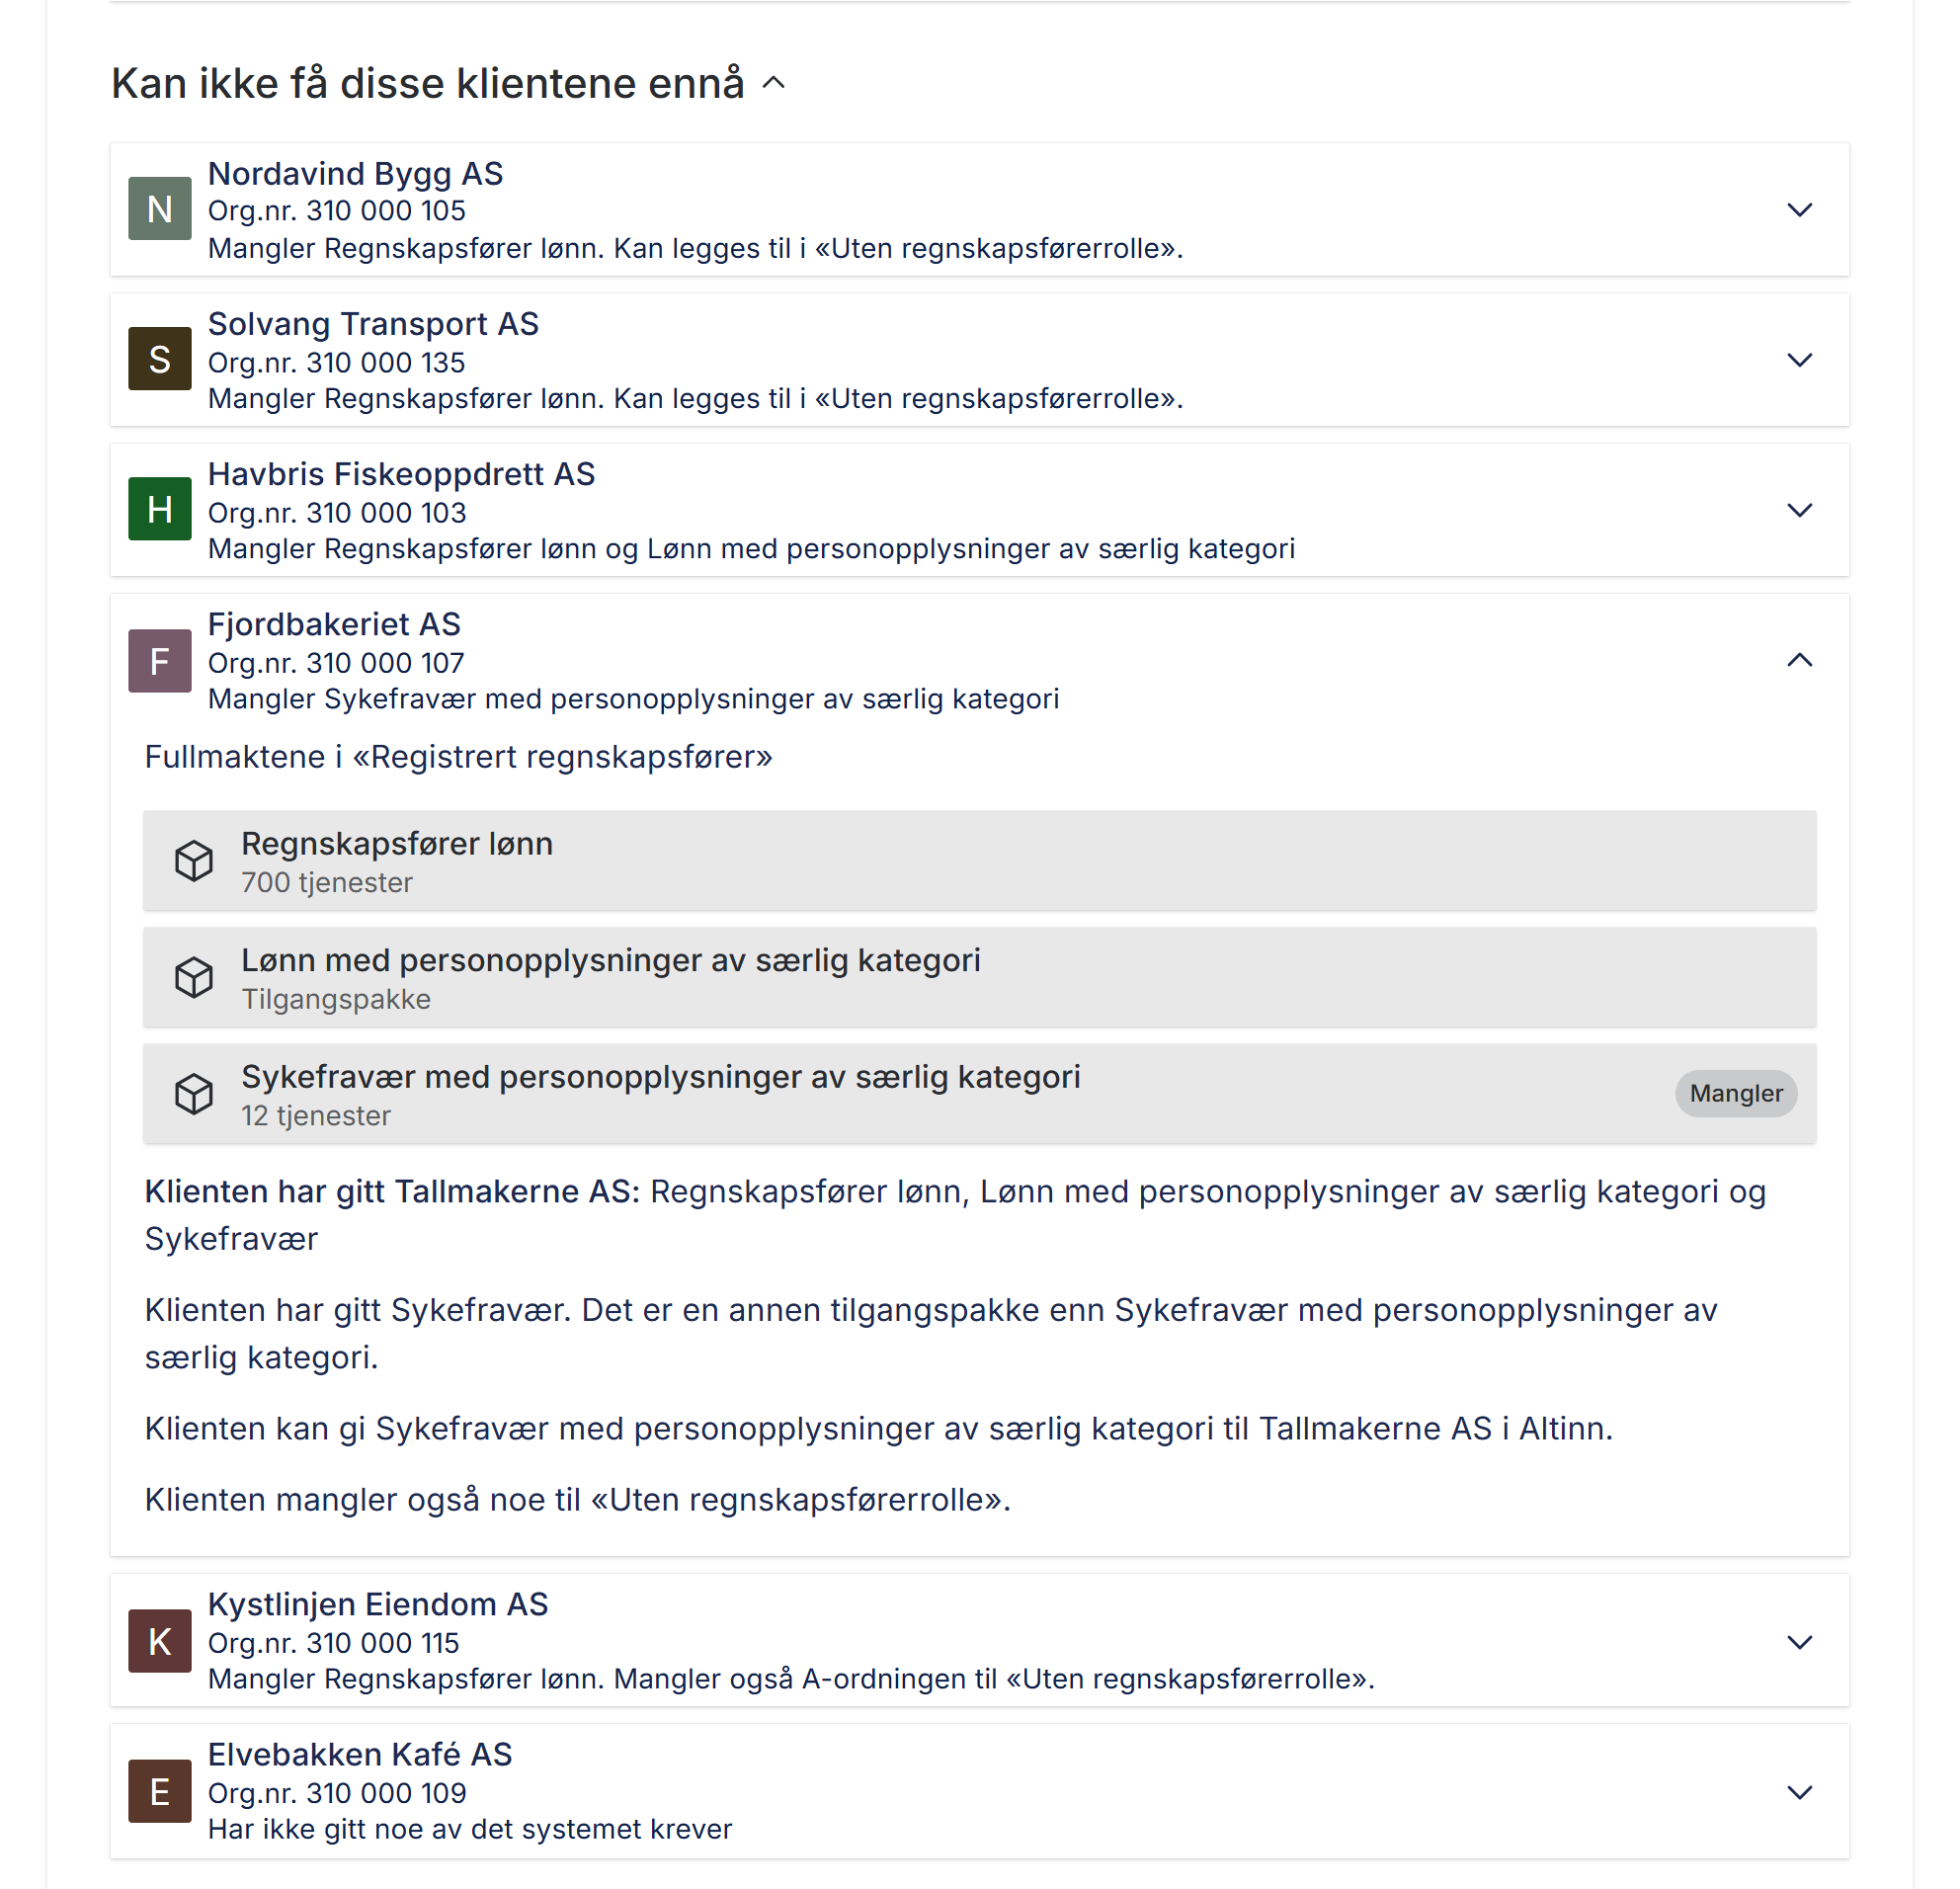 Kan ikke få disse klientene ennå
N
Nordavind Bygg AS
Org.nr. 310 000 105
Mangler Regnskapsfører lønn. Kan legges til i «Uten regnskapsførerrolle».
S
Solvang Transport AS
Org.nr. 310 000 135
Mangler Regnskapsfører lønn. Kan legges til i «Uten regnskapsførerrolle».
H
Havbris Fiskeoppdrett AS
Org.nr. 310 000 103
Mangler Regnskapsfører lønn og Lønn med personopplysninger av særlig kategori
F
Fjordbakeriet AS
Org.nr. 310 000 107
Mangler Sykefravær med personopplysninger av særlig kategori
Fullmaktene i «Registrert regnskapsfører»
Regnskapsfører lønn
700 tjenester
Lønn med personopplysninger av særlig kategori
Tilgangspakke
Sykefravær med personopplysninger av særlig kategori
12 tjenester
Mangler
Klienten har gitt Tallmakerne AS: Regnskapsfører lønn, Lønn med personopplysninger av særlig kategori og
Sykefravær
Klienten har gitt Sykefravær. Det er en annen tilgangspakke enn Sykefravær med personopplysninger av
særlig kategori.
Klienten kan gi Sykefravær med personopplysninger av særlig kategori til Tallmakerne AS i Altinn.
Klienten mangler også noe til «Uten regnskapsførerrolle».
K
Kystlinjen Eiendom AS
Org.nr. 310 000 115
Mangler Regnskapsfører lønn. Mangler også A-ordningen til «Uten regnskapsførerrolle».
E
Elvebakken Kafé AS
Org.nr. 310 000 109
Har ikke gitt noe av det systemet krever